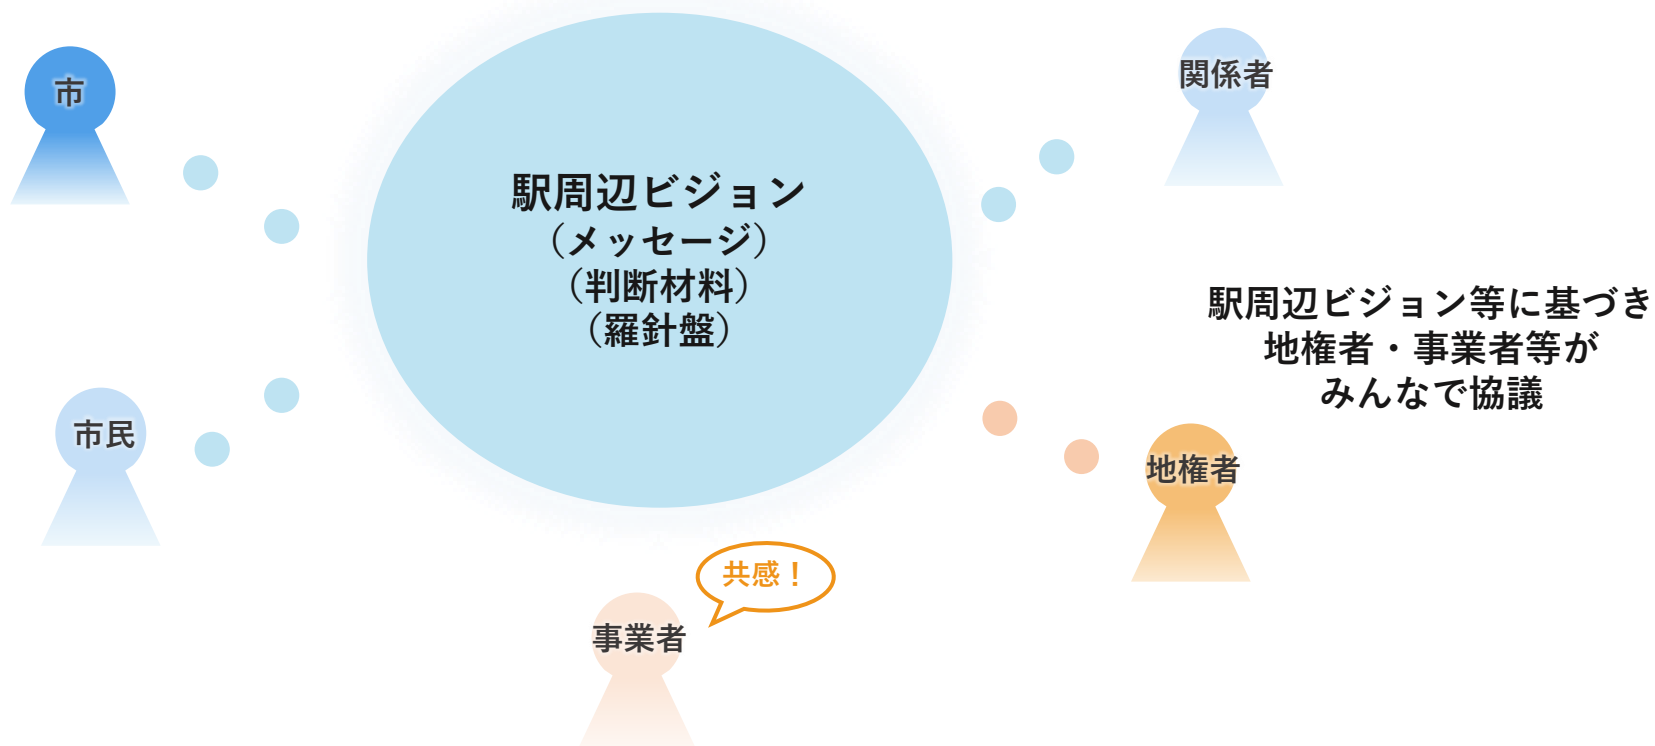 市
関係者
駅周辺ビジョン
（メッセージ）
（判断材料）
（羅針盤）
駅周辺ビジョン等に基づき
地権者・事業者等が
みんなで協議
市民
地権者
共感！
事業者